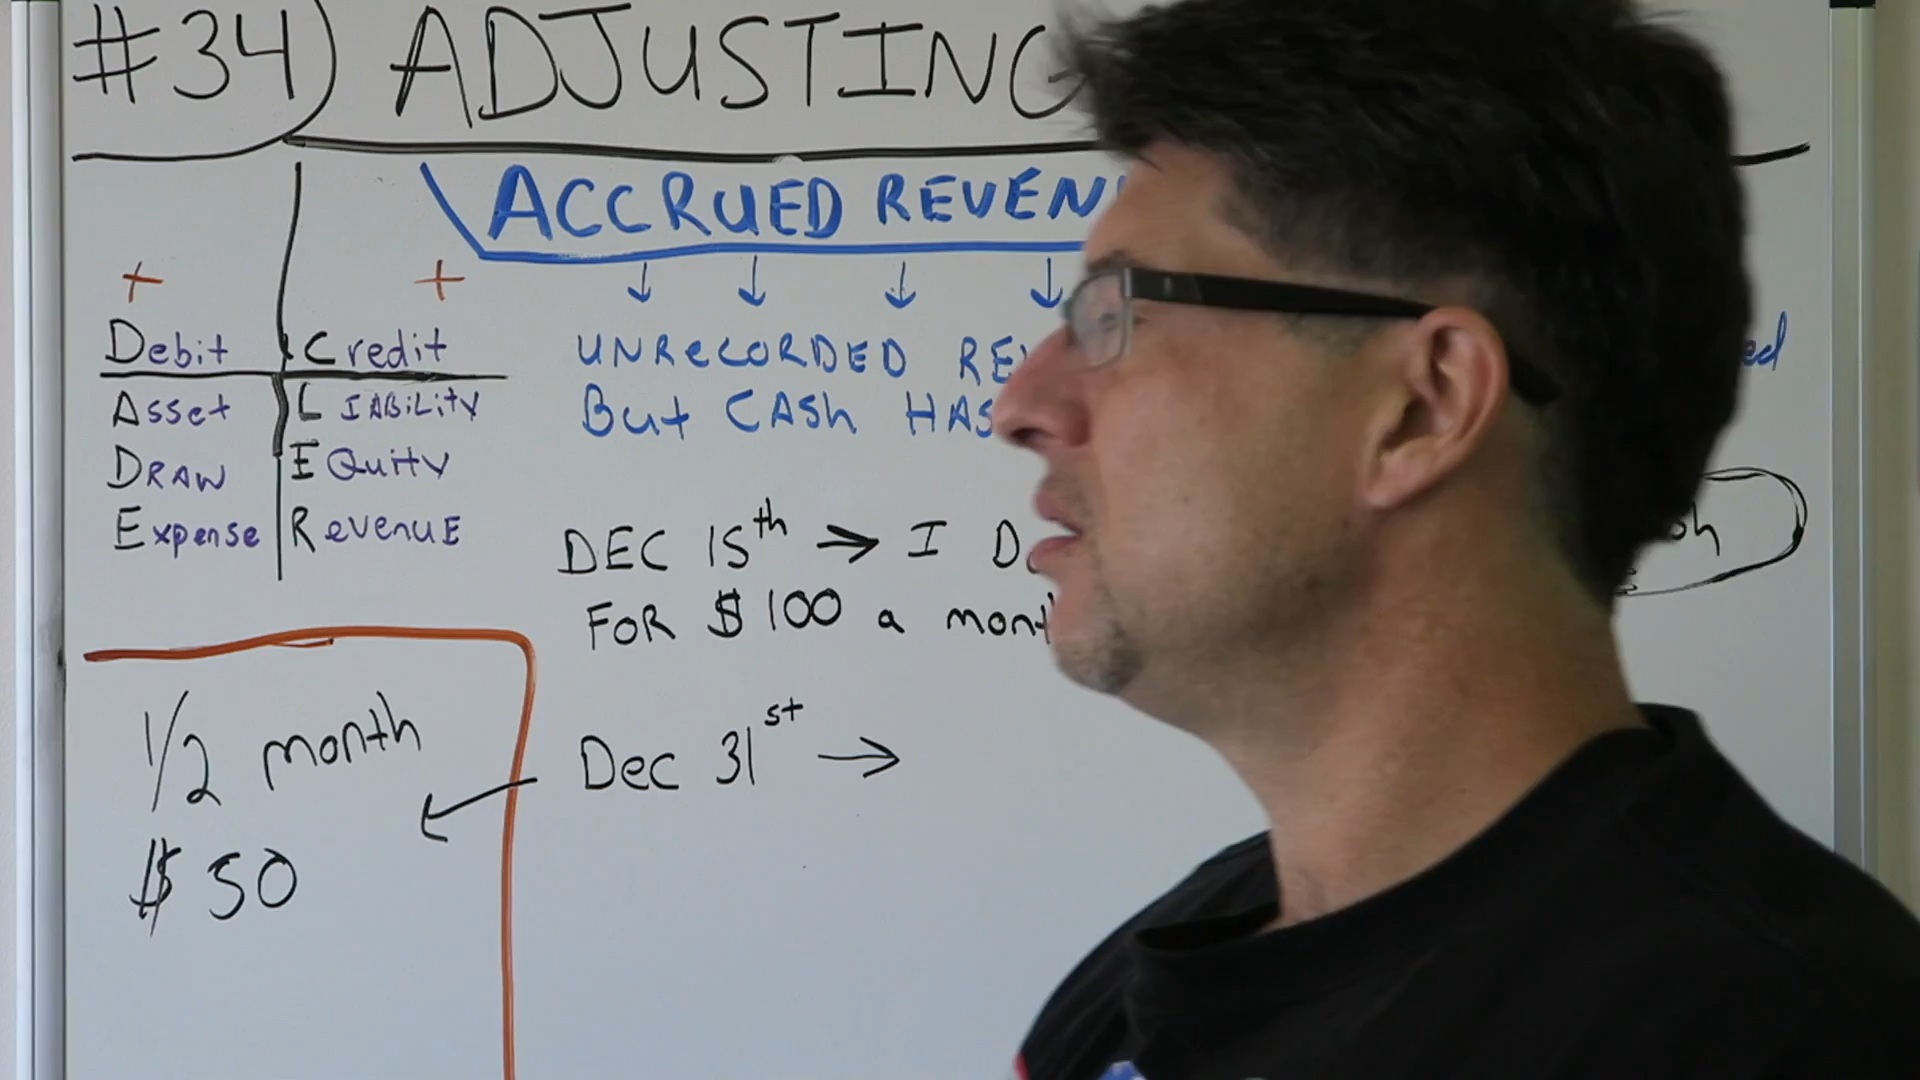 #34) ADJUSTING
ACCRUED REVEN
+ +
Debit Credit
Asset LIABILITY
DRAW EQUITY
Expense REVENUE
UNRECORDED RE ed
But CASH HAS
DEC 15th → I D
FOR $100 a mont
Dec 31st →
1/2 month
$50